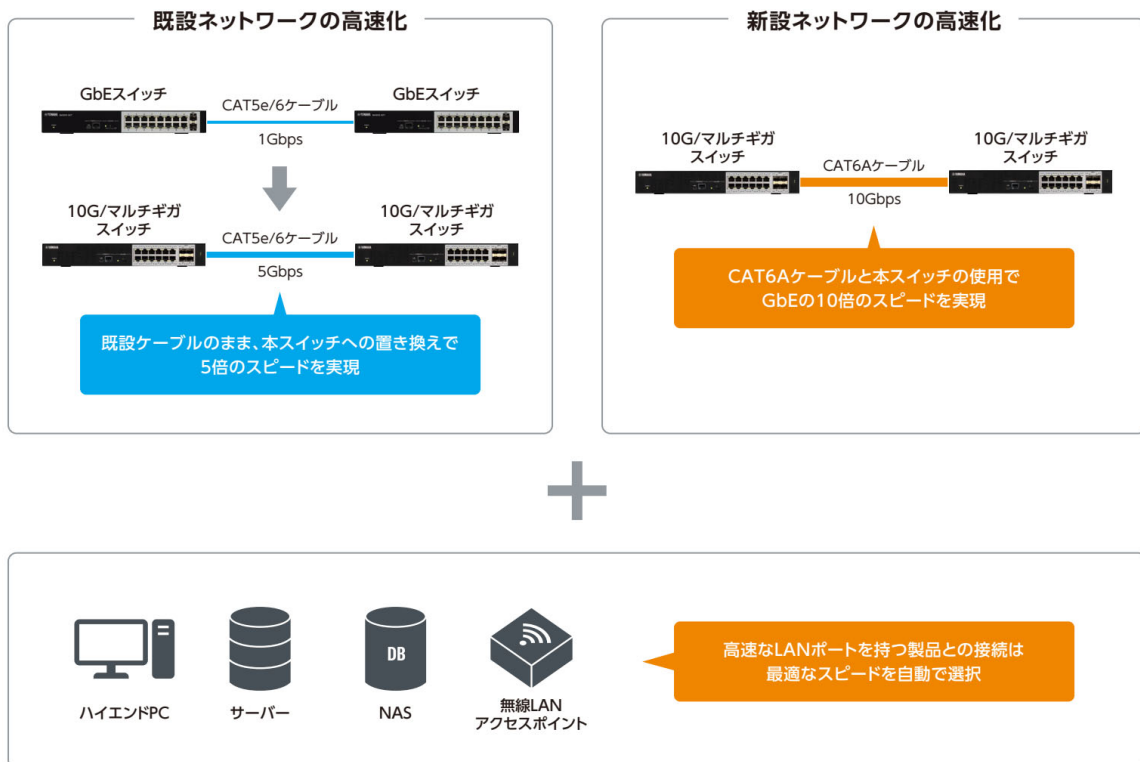 既設ネットワークの高速化
GbEスイッチ
CAT5e/6ケーブル
1Gbps
GbEスイッチ
10G/マルチギガ
スイッチ
CAT5e/6ケーブル
5Gbps
10G/マルチギガ
スイッチ
既設ケーブルのまま、本スイッチへの置き換えで
5倍のスピードを実現
新設ネットワークの高速化
10G/マルチギガ
スイッチ
CAT6Aケーブル
10Gbps
10G/マルチギガ
スイッチ
CAT6Aケーブルと本スイッチの使用で
GbEの10倍のスピードを実現
ハイエンドPC
サーバー
DB
NAS
無線LAN
アクセスポイント
高速なLANポートを持つ製品との接続は
最適なスピードを自動で選択